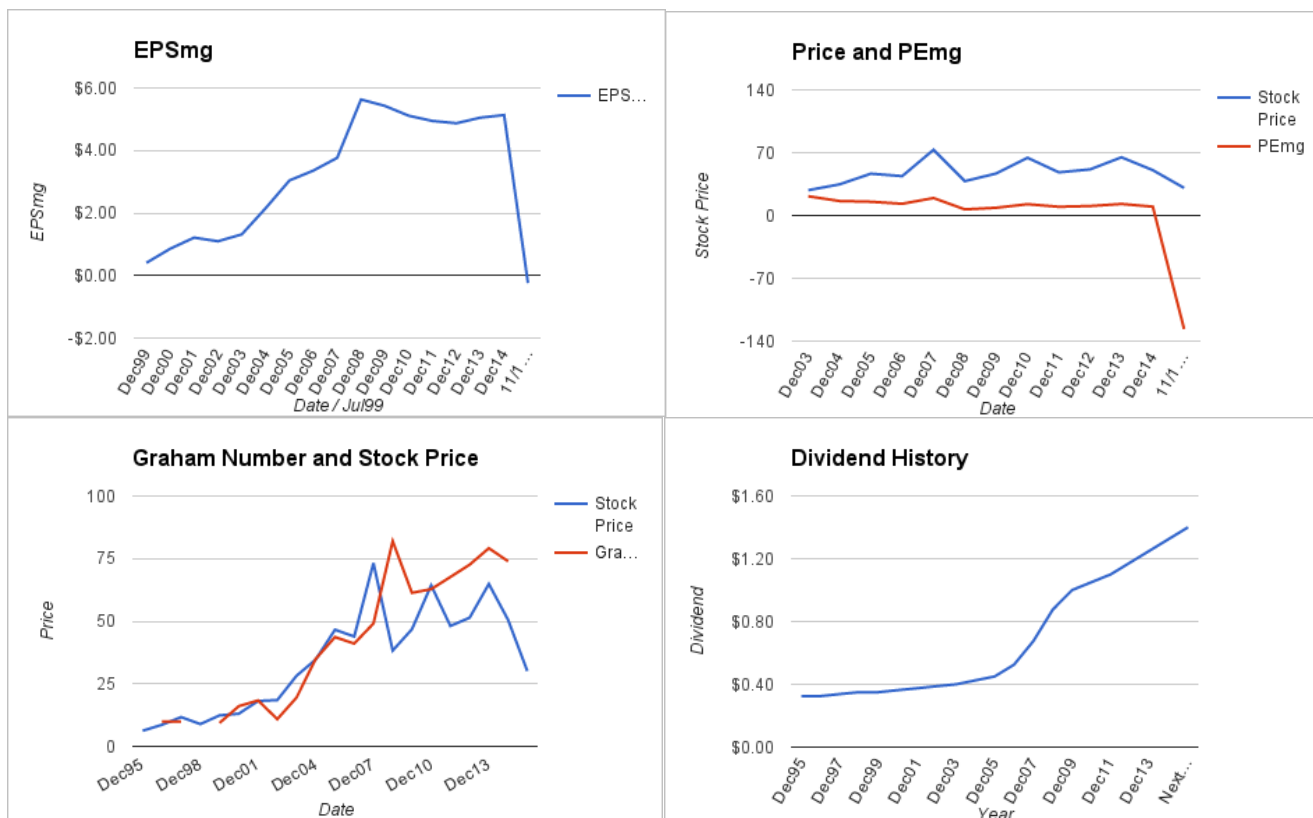 EPSmg
$6.00
$4.00
$2.00
$0.00
-$2.00
EPSmg
EPS...
Dec99
Dec00
Dec01
Dec02
Dec03
Dec04
Dec05
Dec06
Dec07
Dec08
Dec09
Dec10
Dec11
Dec12
Dec13
Dec14
11/1 ...
Date / Jul99
Price and PEmg
140
70
0
-70
-140
Stock Price
Stock
Price
PEmg
Dec03
Dec04
Dec05
Dec06
Dec07
Dec08
Dec09
Dec10
Dec11
Dec12
Dec13
Dec14
11/1 ...
Date
Graham Number and Stock Price
100
75
50
25
0
Price
Stock
Price
Gra...
Dec95
Dec98
Dec01
Dec04
Dec07
Dec10
Dec13
Date
Dividend History
$1.60
$1.20
$0.80
$0.40
$0.00
Dividend
Dec95
Dec97
Dec99
Dec01
Dec03
Dec05
Dec07
Dec09
Dec11
Dec13
Next...
Year